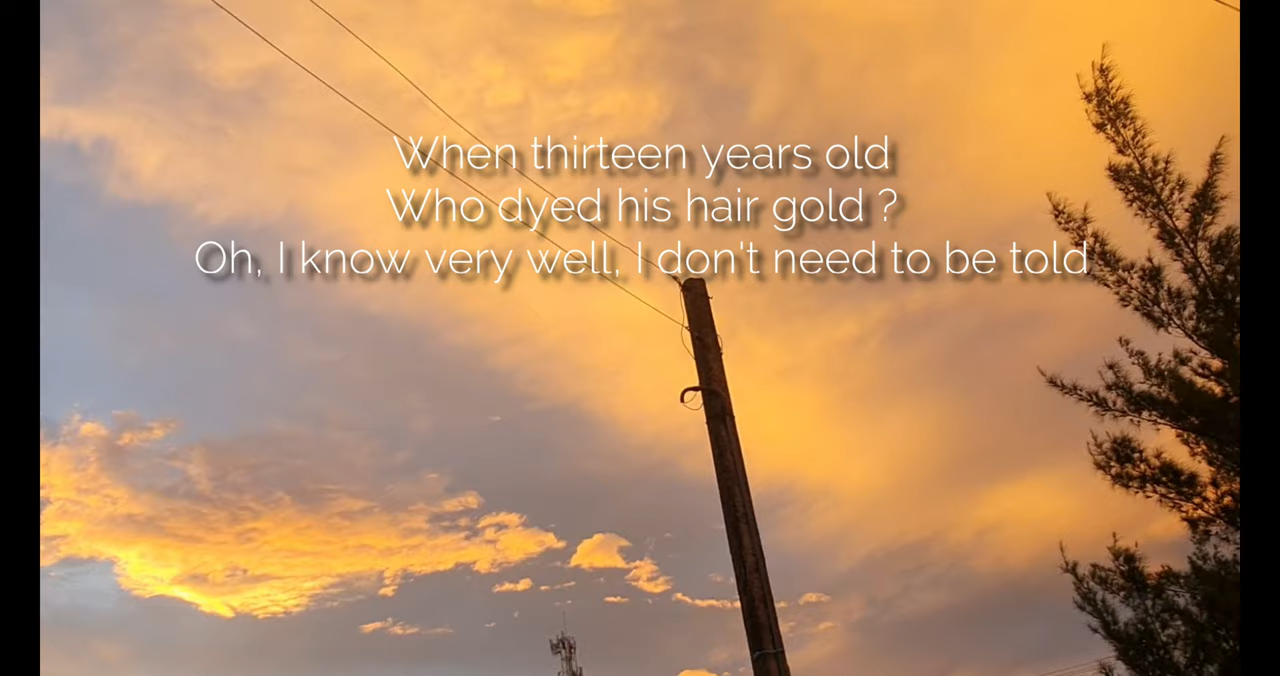 When thirteen years old
Who dyed his hair gold ?
Oh, I know very well, I don't need to be told